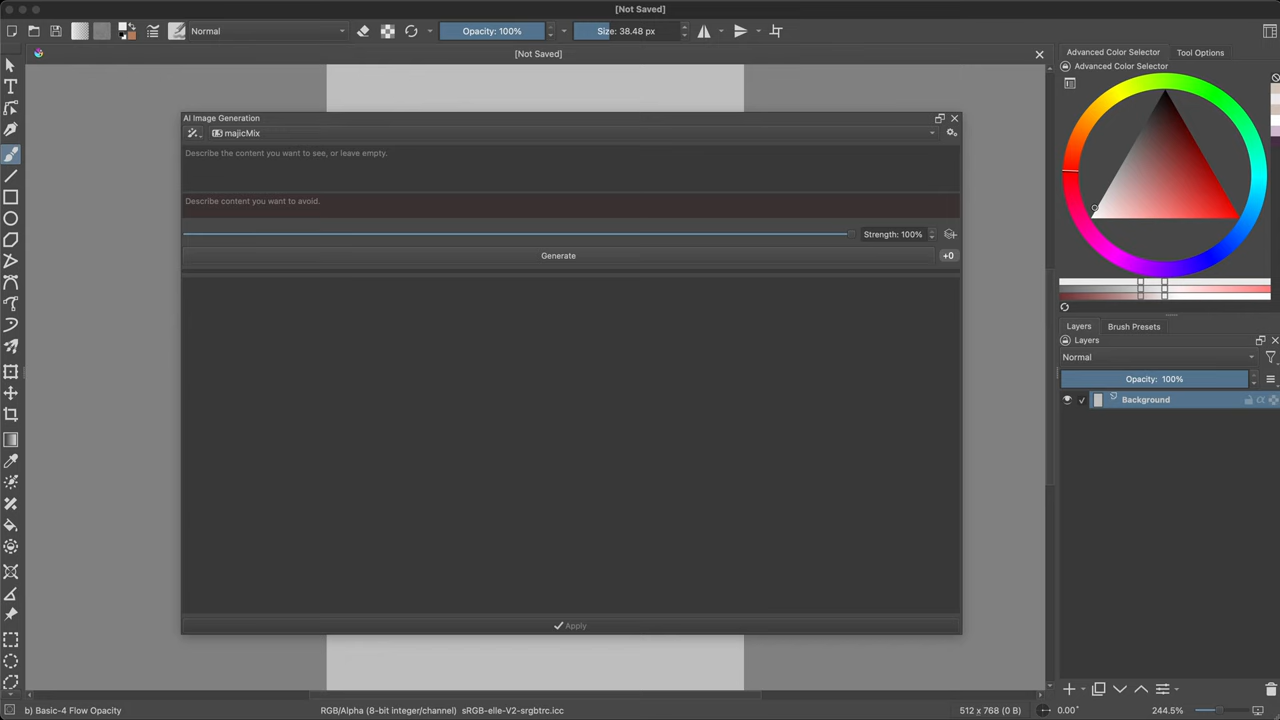 [Not Saved]
Normal
Opacity: 100%
Size: 38.48 px
[Not Saved]
Advanced Color Selector
Tool Options
Advanced Color Selector
AI Image Generation
1.5 majicMix
Describe the content you want to see, or leave empty.
Describe content you want to avoid.
Strength: 100%
Generate
+0
Apply
Layers
Brush Presets
Layers
Normal
Opacity: 100%
Background
b) Basic-4 Flow Opacity
RGB/Alpha (8-bit integer/channel) sRGB-elle-V2-srgbtrc.icc
512 x 768 (0 B)
0.00°
244.5%